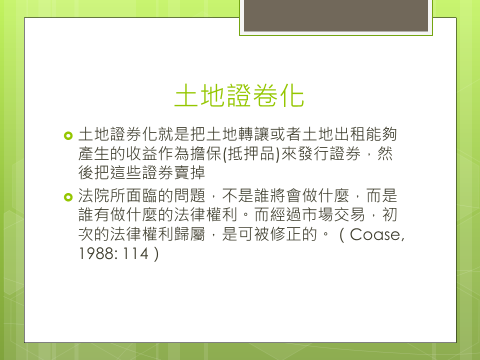 土地證卷化
土地證券化就是把土地轉讓或者土地出租能夠
產生的收益作為擔保(抵押品)來發行證券，然
後把這些證券賣掉
法院所面臨的問題，不是誰將會做什麼，而是
誰有做什麼的法律權利。而經過市場交易，初
次的法律權利歸屬，是可被修正的。（Coase,
1988: 114）